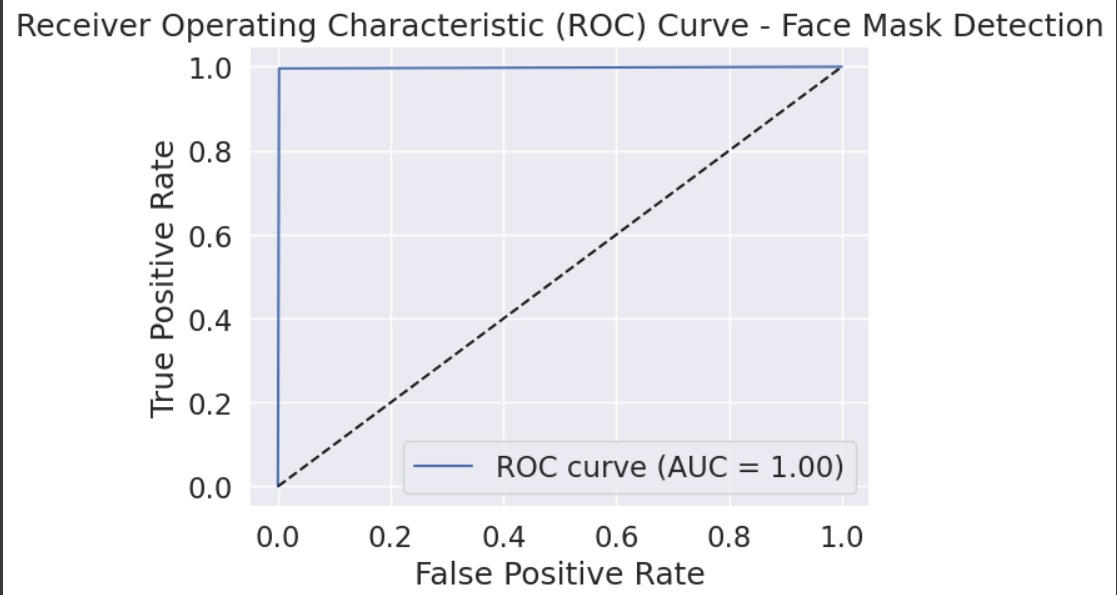 Receiver Operating Characteristic (ROC) Curve - Face Mask Detection
1.0
0.8
0.6
0.4
0.2
0.0
True Positive Rate
ROC curve (AUC = 1.00)
0.0 0.2 0.4 0.6 0.8 1.0
False Positive Rate